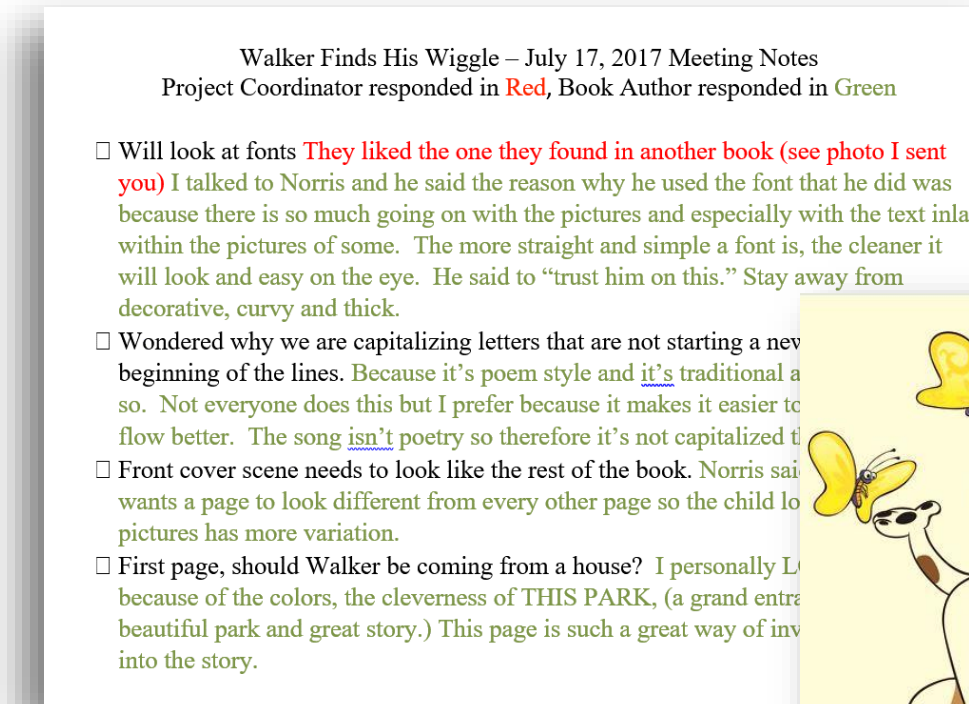 Walker Finds His Wiggle – July 17, 2017 Meeting Notes
Project Coordinator responded in Red, Book Author responded in Green
☐ Will look at fonts They liked the one they found in another book (see photo I sent
you) I talked to Norris and he said the reason why he used the font that he did was
because there is so much going on with the pictures and especially with the text
within the pictures of some. The more straight and simple a font is, the cleaner it
will look and easy on the eye. He said to “trust him on this.” Stay away from
decorative, curvy and thick.
☐ Wondered why we are capitalizing letters that are not starting a
beginning of the lines. Because it’s poem style and it’s traditional
so. Not everyone does this but I prefer because it makes it easier to
flow better. The song isn’t poetry so therefore it’s not capitalized
☐ Front cover scene needs to look like the rest of the book. Norris
wants a page to look different from every other page so the child
pictures has more variation.
☐ First page, should Walker be coming from a house? I personally
because of the colors, the cleverness of THIS PARK, (a grand
beautiful park and great story.) This page is such a great way of
into the story.